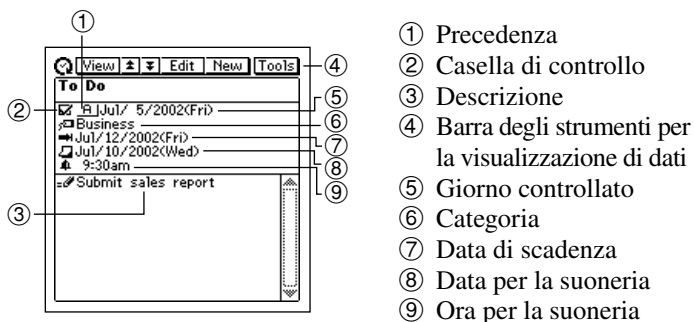 ①
View Edit New Tools
④
To Do
⑤
② A Jul/ 5/2002(Fri)
Business
⑥
Jul/12/2002(Fri)
⑦
Jul/10/2002(Wed)
⑧
9:30am
⑨
Submit sales report
③
① Precedenza
② Casella di controllo
③ Descrizione
④ Barra degli strumenti per
la visualizzazione di dati
⑤ Giorno controllato
⑥ Categoria
⑦ Data di scadenza
⑧ Data per la suoneria
⑨ Ora per la suoneria